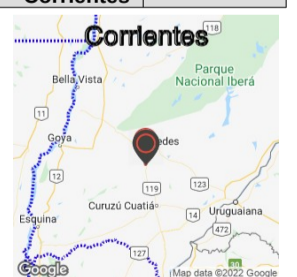 Corrientes
Corrientes
118
Parque
Nacional Iberá
Bella Vista
11
Goya
edes
12
119
123
Curuzú Cuatiá
14
Uruguaiana
472
Esquina
127
30
Google
Map data ©2022 Google